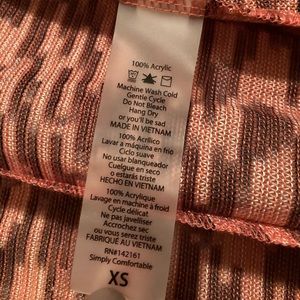 100% Acrylic
Machine Wash Cold
Gentle Cycle
Do Not Bleach
Hang Dry
or you'll be sad
MADE IN VIETNAM
100% Acrílico
Lavar a máquina en frío
Ciclo suave
No usar blanqueador
Cuelgue en seco
o estarás triste
HECHO EN VIETNAM
100% Acrylique
Lavage en machine à froid
Cycle délicat
Ne pas javelliser
Accrochez sec
ou vous serez triste
FABRIQUÉ AU VIETNAM
RN#142161
Simply Comfortable
XS